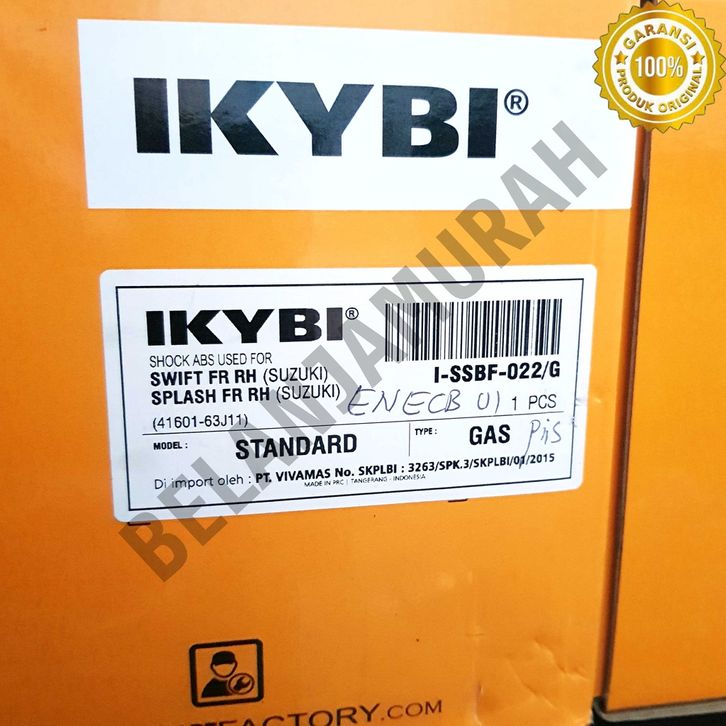 GARANSI
100%
PRODUK ORIGINAL
IKYBI®
IKYBI®
SHOCK ABS USED FOR
SWIFT FR RH (SUZUKI)
SPLASH FR RH (SUZUKI)
(41601-63J11)
I-SSBF-022/G
1 PCS
MODEL: STANDARD
TYPE: GAS
Di import oleh : PT. VIVAMAS No. SKPLBI : 3263/SPK.3/SKPLBI/01/2015
MADE IN PRC | TANGERANG - INDONESIA
BELANJAMURAH
FACTORY.COM